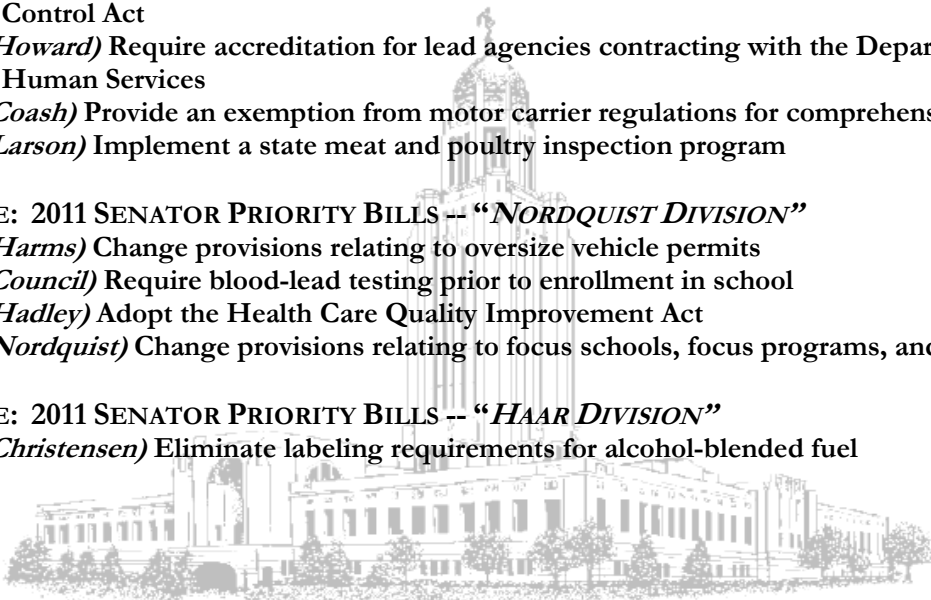 Control Act
Howard) Require accreditation for lead agencies contracting with the
Human Services
Coash) Provide an exemption from motor carrier regulations for
Larson) Implement a state meat and poultry inspection program
E: 2011 SENATOR PRIORITY BILLS -- “NORDQUIST DIVISION”
Harms) Change provisions relating to oversize vehicle permits
Council) Require blood-lead testing prior to enrollment in school
Hadley) Adopt the Health Care Quality Improvement Act
Nordquist) Change provisions relating to focus schools, focus programs, and
E: 2011 SENATOR PRIORITY BILLS -- “HAAR DIVISION”
Christensen) Eliminate labeling requirements for alcohol-blended fuel